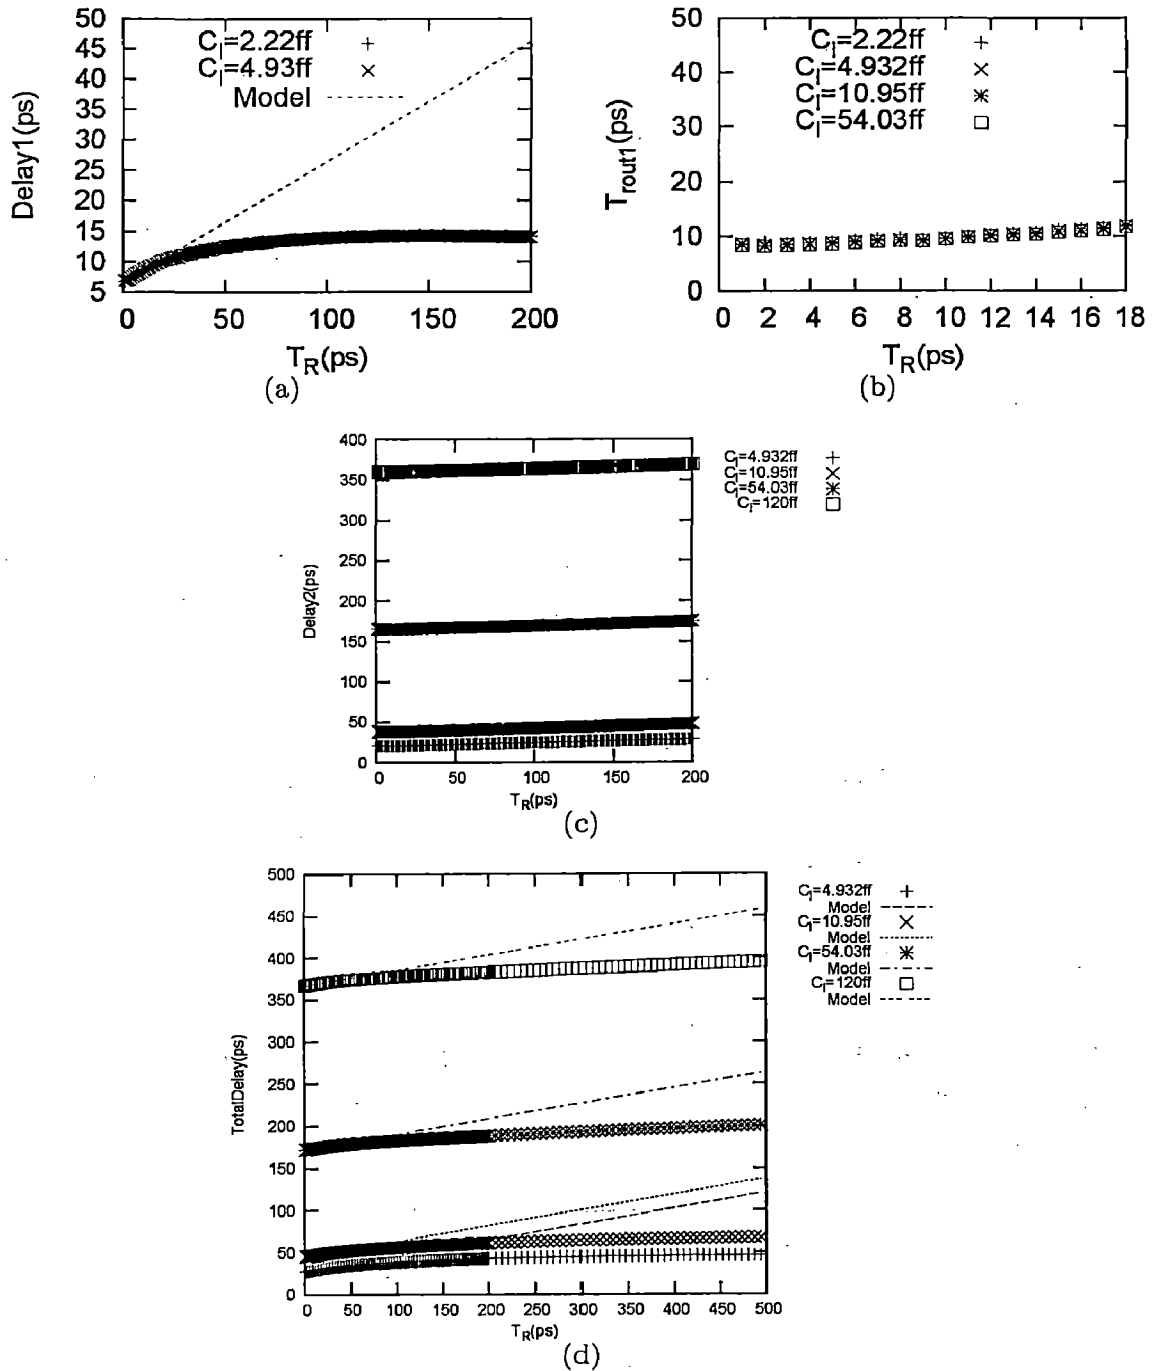 50
45
40
35
30
25
20
15
10
5
Delay1(ps)
C_l=2.22ff
C_l=4.93ff
Model
0 50 100 150 200
T_R(ps)
(a)
50
40
30
20
10
0
T_rout1(ps)
C_l=2.22ff
C_l=4.932ff
C_l=10.95ff
C_l=54.03ff
0 2 4 6 8 10 12 14 16 18
T_R(ps)
(b)
400
350
300
250
200
150
100
50
0
Delay2(ps)
C_l=4.932ff
C_l=10.95ff
C_l=54.03ff
C_l=120ff
0 50 100 150 200
T_R(ps)
(c)
500
450
400
350
300
250
200
150
100
50
0
TotalDelay(ps)
C_l=4.932ff
Model
C_l=10.95ff
Model
C_l=54.03ff
Model
C_l=120ff
Model
0 50 100 150 200 250 300 350 400 450 500
T_R(ps)
(d)